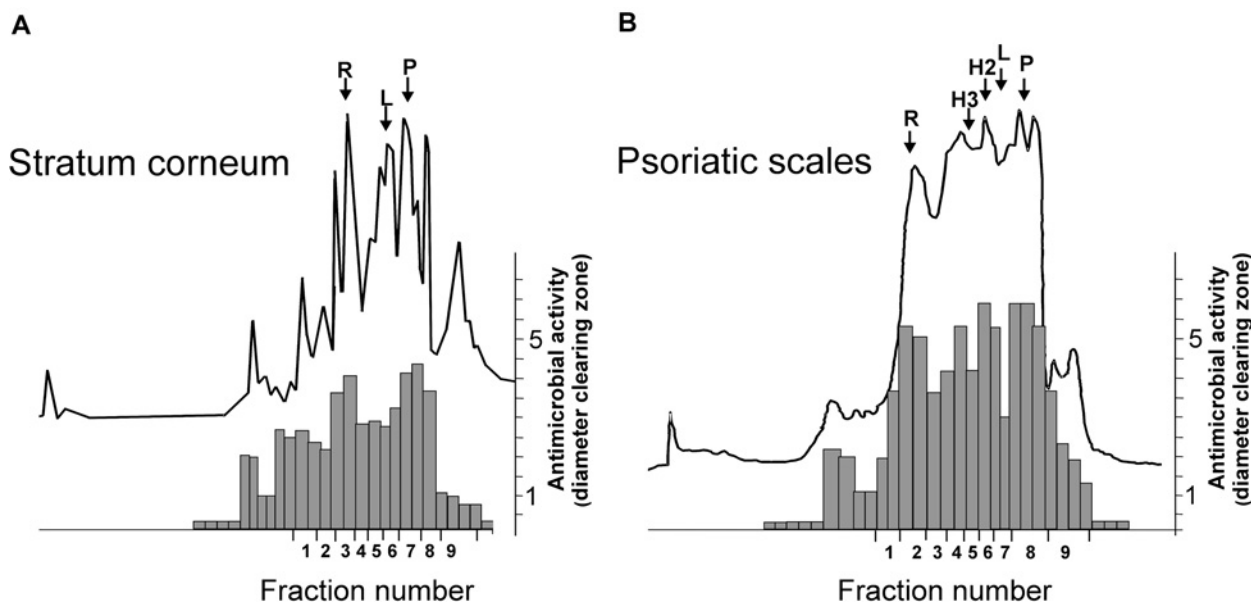 A
R
P
L
Stratum corneum
5
1
Antimicrobial activity
(diameter clearing zone)
1 2 3 4 5 6 7 8 9
Fraction number
B
L
H2
P
H3
R
Psoriatic scales
5
1
Antimicrobial activity
(diameter clearing zone)
1 2 3 4 5 6 7 8 9
Fraction number